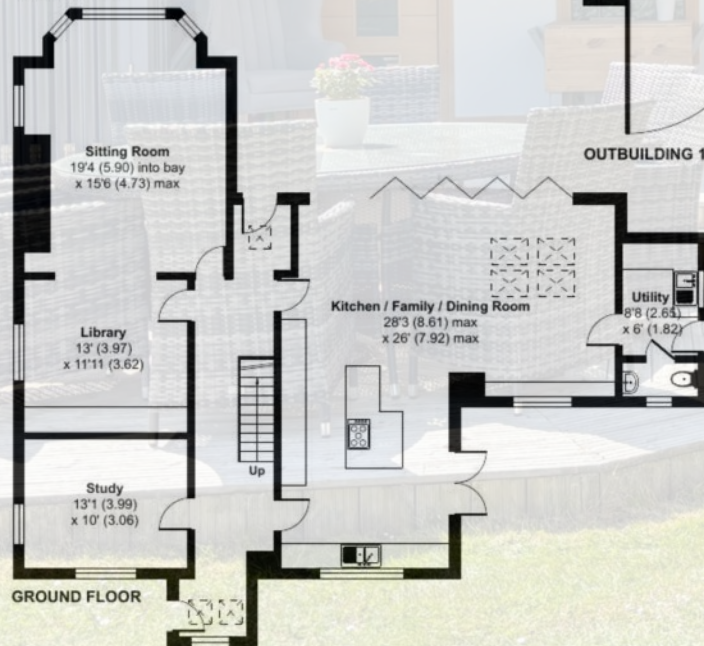 Sitting Room
19'4 (5.90) into bay
x 15'6 (4.73) max
OUTBUILDING 1
Kitchen / Family / Dining Room
28'3 (8.61) max
x 26' (7.92) max
Utility
8'8 (2.65)
x 6' (1.82)
Library
13' (3.97)
x 11'11 (3.62)
Up
Study
13'1 (3.99)
x 10' (3.06)
GROUND FLOOR